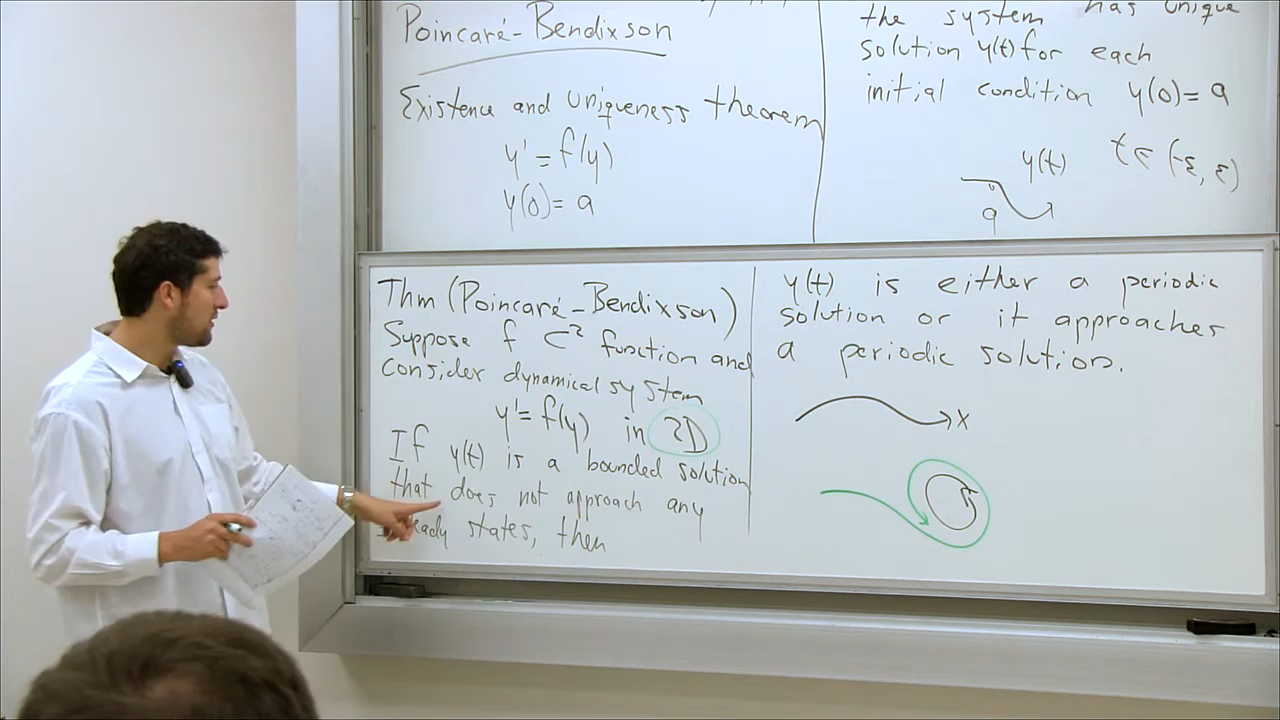 Poincaré-Bendixson
Existence and uniqueness theorem
y' = f(y)
y(0) = a
the system has unique
solution y(t) for each
initial condition y(0) = a
y(t) t ∈ (-ε, ε)
a
Thm (Poincaré-Bendixson)
Suppose f C² function and
consider dynamical system
y' = f(y) in 2D
If y(t) is a bounded solution
that does not approach any
states, then
y(t) is either a periodic
solution or it approaches
a periodic solution.
x